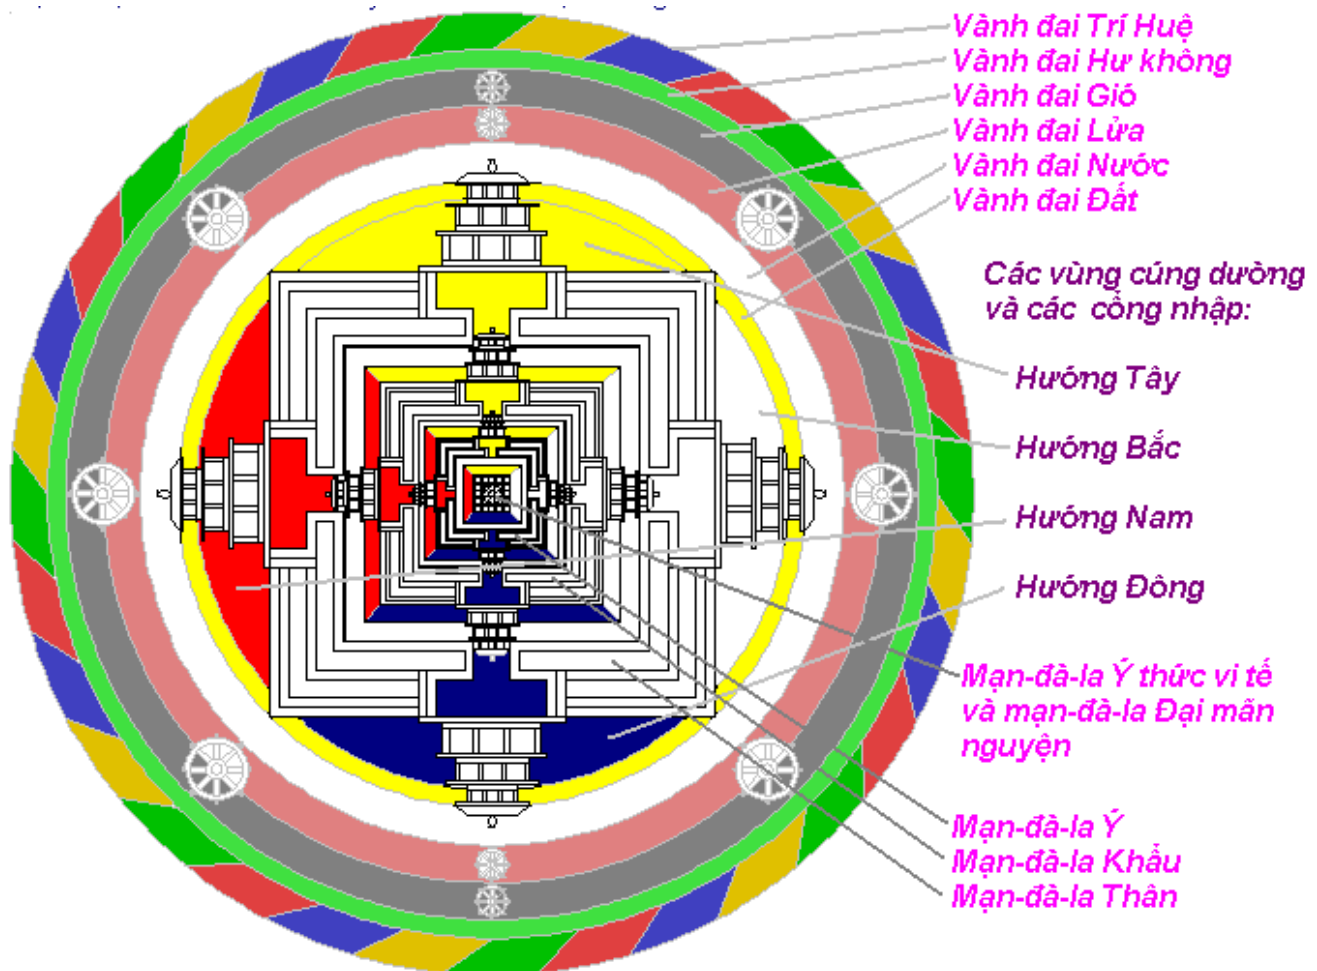 Vành đai Trí Huệ
Vành đai Hư không
Vành đai Gió
Vành đai Lửa
Vành đai Nước
Vành đai Đất
Các vùng cúng dường
và các cổng nhập:
Hướng Tây
Hướng Bắc
Hướng Nam
Hướng Đông
Mạn-đà-la Ý thức vi tế
và mạn-đà-la Đại mãn
nguyện
Mạn-đà-la Ý
Mạn-đà-la Khẩu
Mạn-đà-la Thân